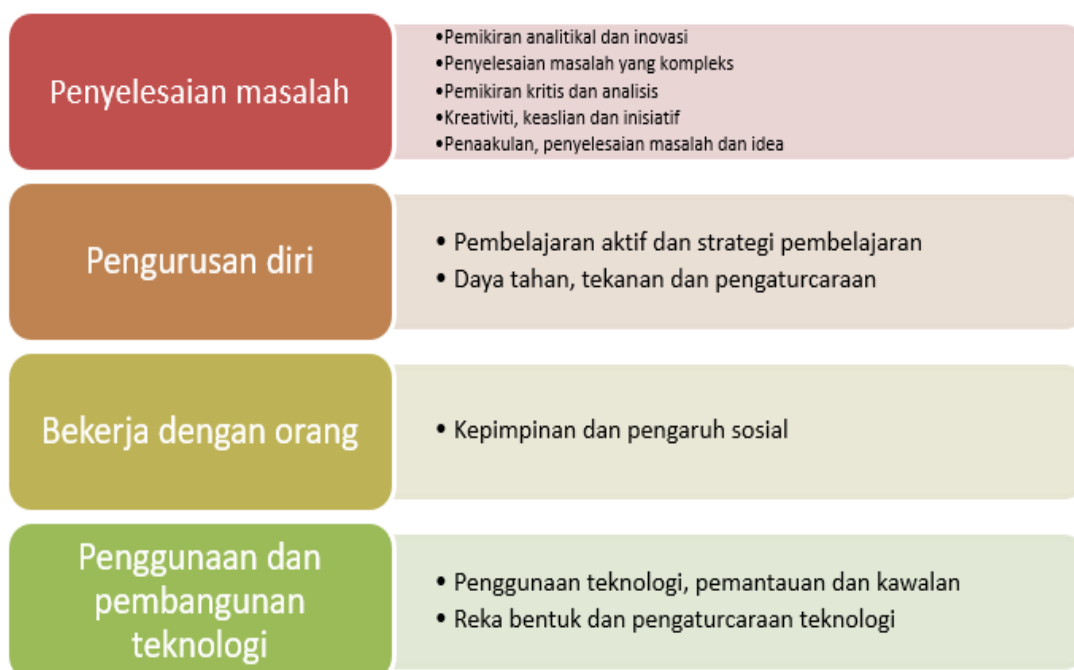 Penyelesaian masalah
•Pemikiran analitikal dan inovasi
•Penyelesaian masalah yang kompleks
•Pemikiran kritis dan analisis
•Kreativiti, keaslian dan inisiatif
•Penaakulan, penyelesaian masalah dan idea
Pengurusan diri
• Pembelajaran aktif dan strategi pembelajaran
• Daya tahan, tekanan dan pengaturcaraan
Bekerja dengan orang
• Kepimpinan dan pengaruh sosial
Penggunaan dan
pembangunan
teknologi
• Penggunaan teknologi, pemantauan dan kawalan
• Reka bentuk dan pengaturcaraan teknologi